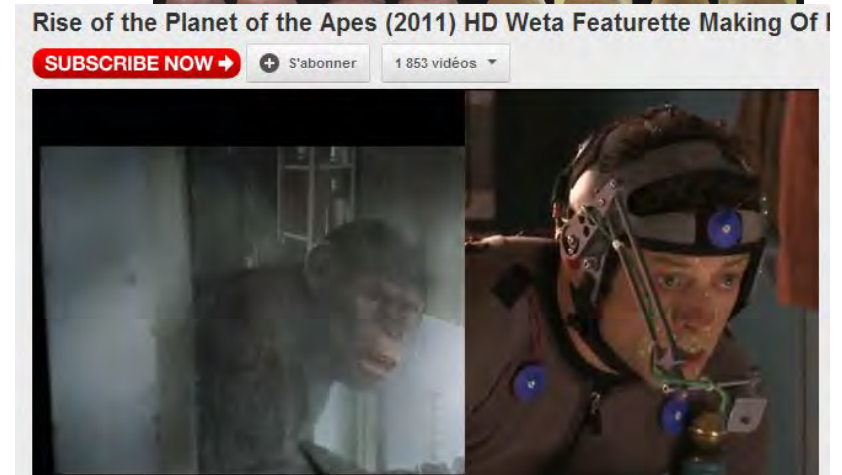 Rise of the Planet of the Apes (2011) HD Weta Featurette Making Of
SUBSCRIBE NOW → S'abonner 1 853 vidéos